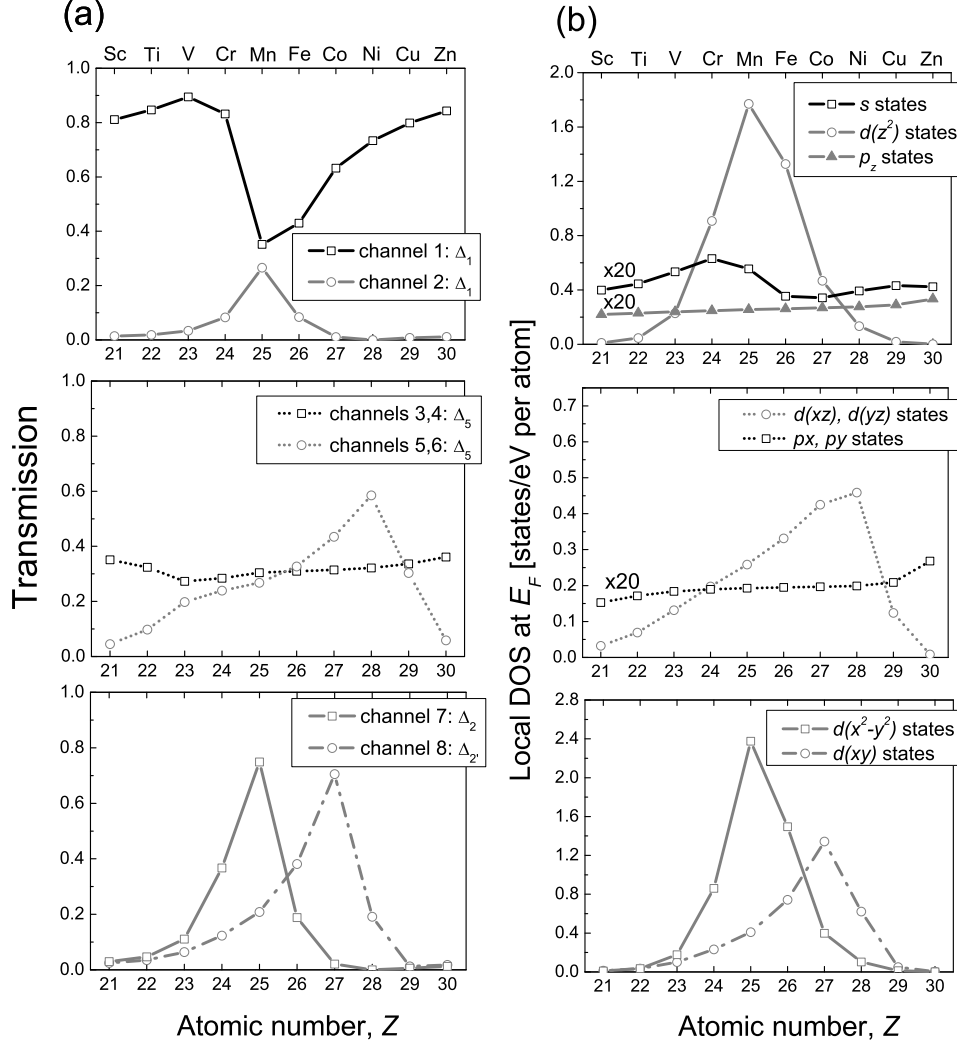 (a)
Sc Ti V Cr Mn Fe Co Ni Cu Zn
1.0
0.8
0.6
0.4
0.2
0.0
channel 1: Δ₁
channel 2: Δ₁
21 22 23 24 25 26 27 28 29 30
1.0
0.8
0.6
0.4
0.2
0.0
channels 3,4: Δ₅
channels 5,6: Δ₅
21 22 23 24 25 26 27 28 29 30
Transmission
1.0
0.8
0.6
0.4
0.2
0.0
channel 7: Δ₂
channel 8: Δ₂'
21 22 23 24 25 26 27 28 29 30
Atomic number, Z
(b)
Sc Ti V Cr Mn Fe Co Ni Cu Zn
2.0
1.6
1.2
0.8
0.4
0.0
s states
d(z²) states
p_z states
x20
x20
21 22 23 24 25 26 27 28 29 30
Local DOS at E_F [states/eV per atom]
0.7
0.6
0.5
0.4
0.3
0.2
0.1
0.0
d(xz), d(yz) states
px, py states
x20
21 22 23 24 25 26 27 28 29 30
2.8
2.4
2.0
1.6
1.2
0.8
0.4
0.0
d(x²-y²) states
d(xy) states
21 22 23 24 25 26 27 28 29 30
Atomic number, Z